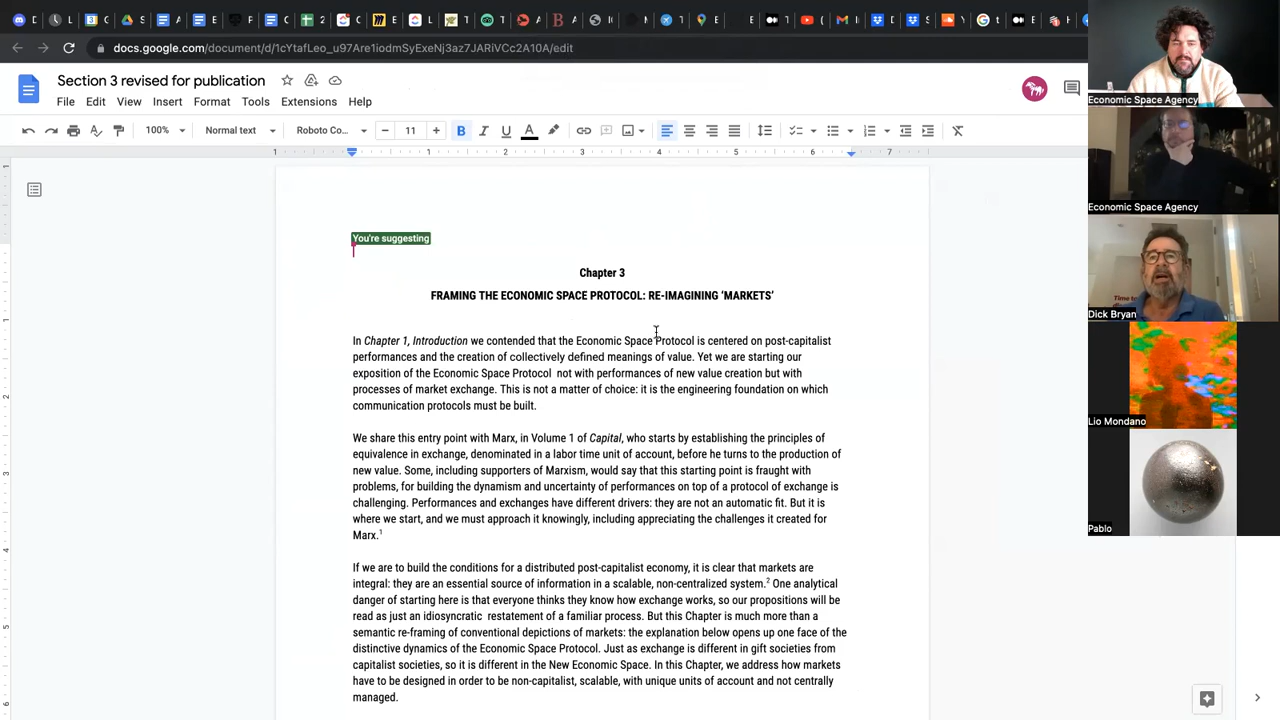 docs.google.com/document/d/1cYtafLeo_u97Are1iodmSyExeNj3az7JARiVCc2A10A/edit
Section 3 revised for publication
File Edit View Insert Format Tools Extensions Help
100% Normal text Roboto Co... 11
1 1 2 3 4 5 6 7
You're suggesting
Chapter 3
FRAMING THE ECONOMIC SPACE PROTOCOL: RE-IMAGINING ‘MARKETS’
In Chapter 1, Introduction we contended that the Economic Space Protocol is centered on post-capitalist
performances and the creation of collectively defined meanings of value. Yet we are starting our
exposition of the Economic Space Protocol not with performances of new value creation but with
processes of market exchange. This is not a matter of choice: it is the engineering foundation on which
communication protocols must be built.
We share this entry point with Marx, in Volume 1 of Capital, who starts by establishing the principles of
equivalence in exchange, denominated in a labor time unit of account, before he turns to the production of
new value. Some, including supporters of Marxism, would say that this starting point is fraught with
problems, for building the dynamism and uncertainty of performances on top of a protocol of exchange is
challenging. Performances and exchanges have different drivers: they are not an automatic fit. But it is
where we start, and we must approach it knowingly, including appreciating the challenges it created for
Marx.1
If we are to build the conditions for a distributed post-capitalist economy, it is clear that markets are
integral: they are an essential source of information in a scalable, non-centralized system.2 One analytical
danger of starting here is that everyone thinks they know how exchange works, so our propositions will be
read as just an idiosyncratic restatement of a familiar process. But this Chapter is much more than a
semantic re-framing of conventional depictions of markets: the explanation below opens up one face of the
distinctive dynamics of the Economic Space Protocol. Just as exchange is different in gift societies from
capitalist societies, so it is different in the New Economic Space. In this Chapter, we address how markets
have to be designed in order to be non-capitalist, scalable, with unique units of account and not centrally
managed.
Economic Space Agency
Economic Space Agency
Dick Bryan
Lio Mondano
Pablo